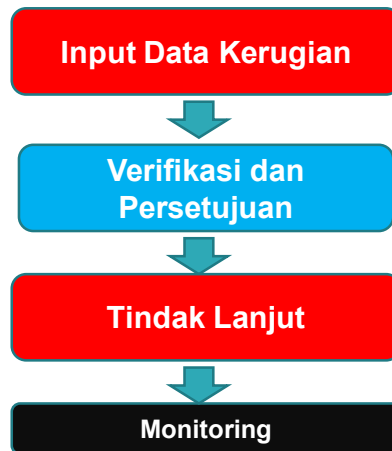 Input Data Kerugian
Verifikasi dan
Persetujuan
Tindak Lanjut
Monitoring